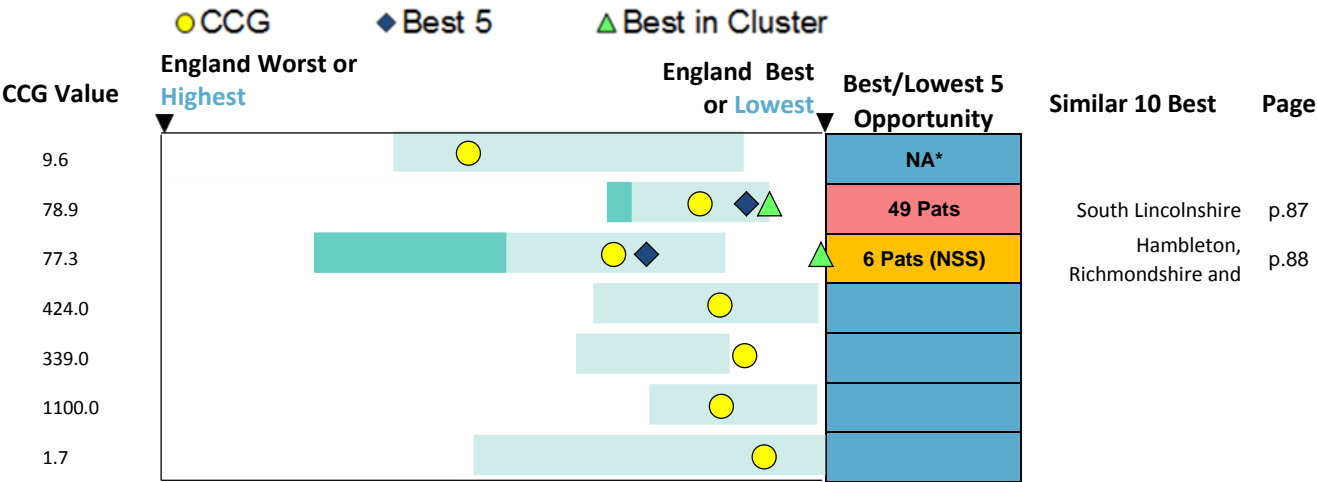 CCG Best 5 Best in Cluster
CCG Value
England Worst or
Highest
England Best
or Lowest
Best/Lowest 5
Opportunity
Similar 10 Best
Page
9.6 NA*
78.9 49 Pats South Lincolnshire p.87
77.3 6 Pats (NSS) Hambleton,
Richmondshire and p.88
424.0
339.0
1100.0
1.7